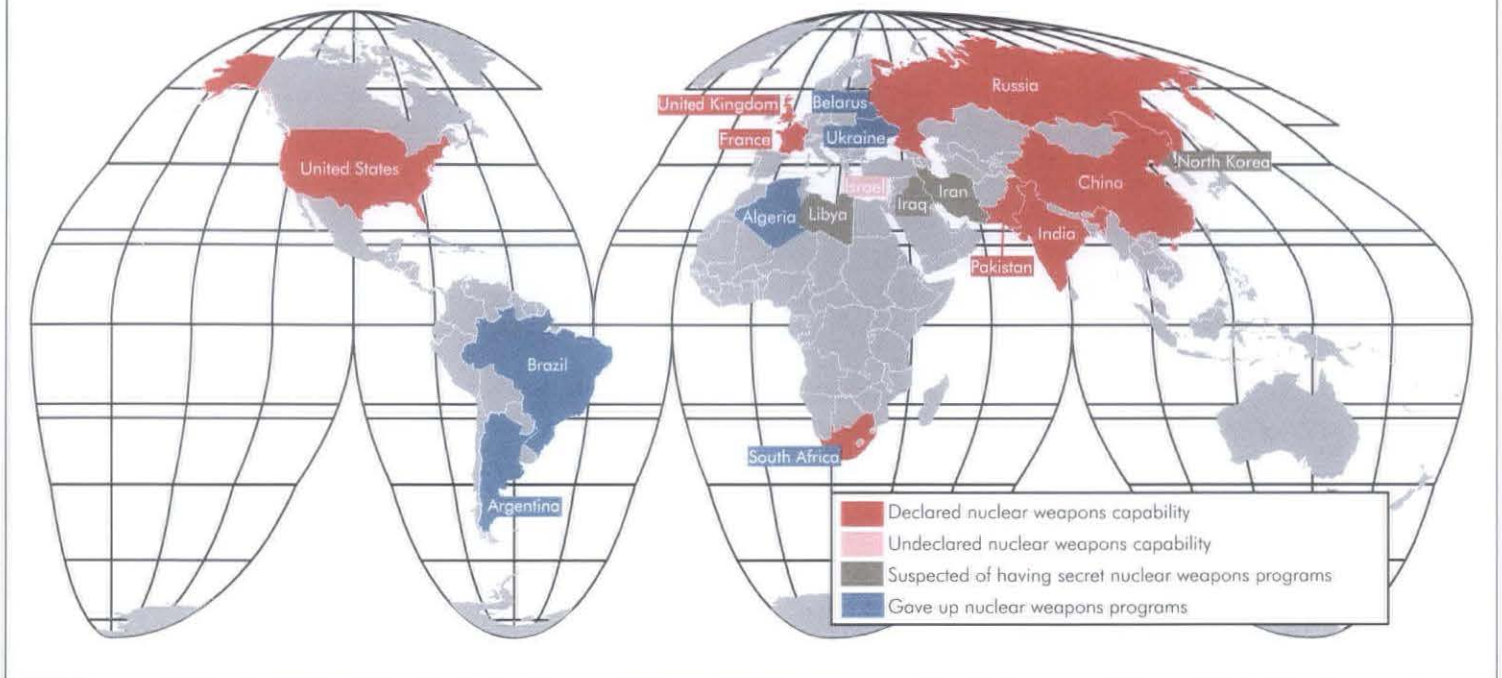 Russia
United Kingdom
Belarus
France
Ukraine
United States
North Korea
China
Israel
Iran
Iraq
Algeria
Libya
India
Pakistan
Brazil
South Africa
Argentina
Declared nuclear weapons capability
Undeclared nuclear weapons capability
Suspected of having secret nuclear weapons programs
Gave up nuclear weapons programs